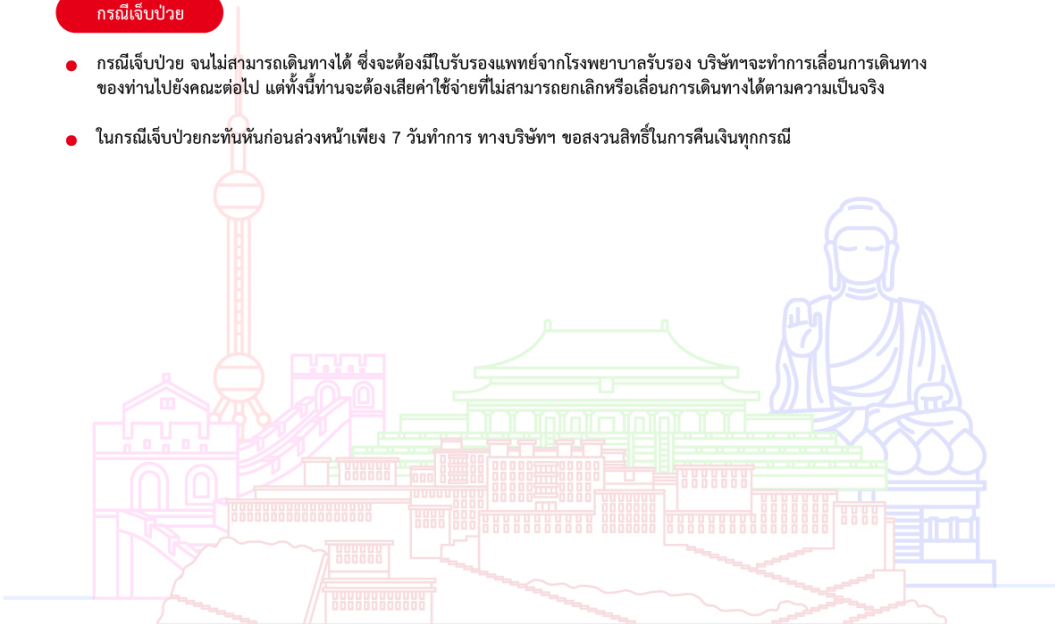 กรณีเจ็บป่วย
กรณีเจ็บป่วย จนไม่สามารถเดินทางได้ ซึ่งจะต้องมีใบรับรองแพทย์จากโรงพยาบาลรับรอง บริษัทฯจะทำการเลื่อนการเดินทาง
ของท่านไปยังคณะต่อไป แต่ทั้งนี้ท่านจะต้องเสียค่าใช้จ่ายที่ไม่สามารถยกเลิกหรือเลื่อนการเดินทางได้ตามความเป็นจริง
ในกรณีเจ็บป่วยกะทันหันก่อนล่วงหน้าเพียง 7 วันทำการ ทางบริษัทฯ ขอสงวนสิทธิ์ในการคืนเงินทุกกรณี